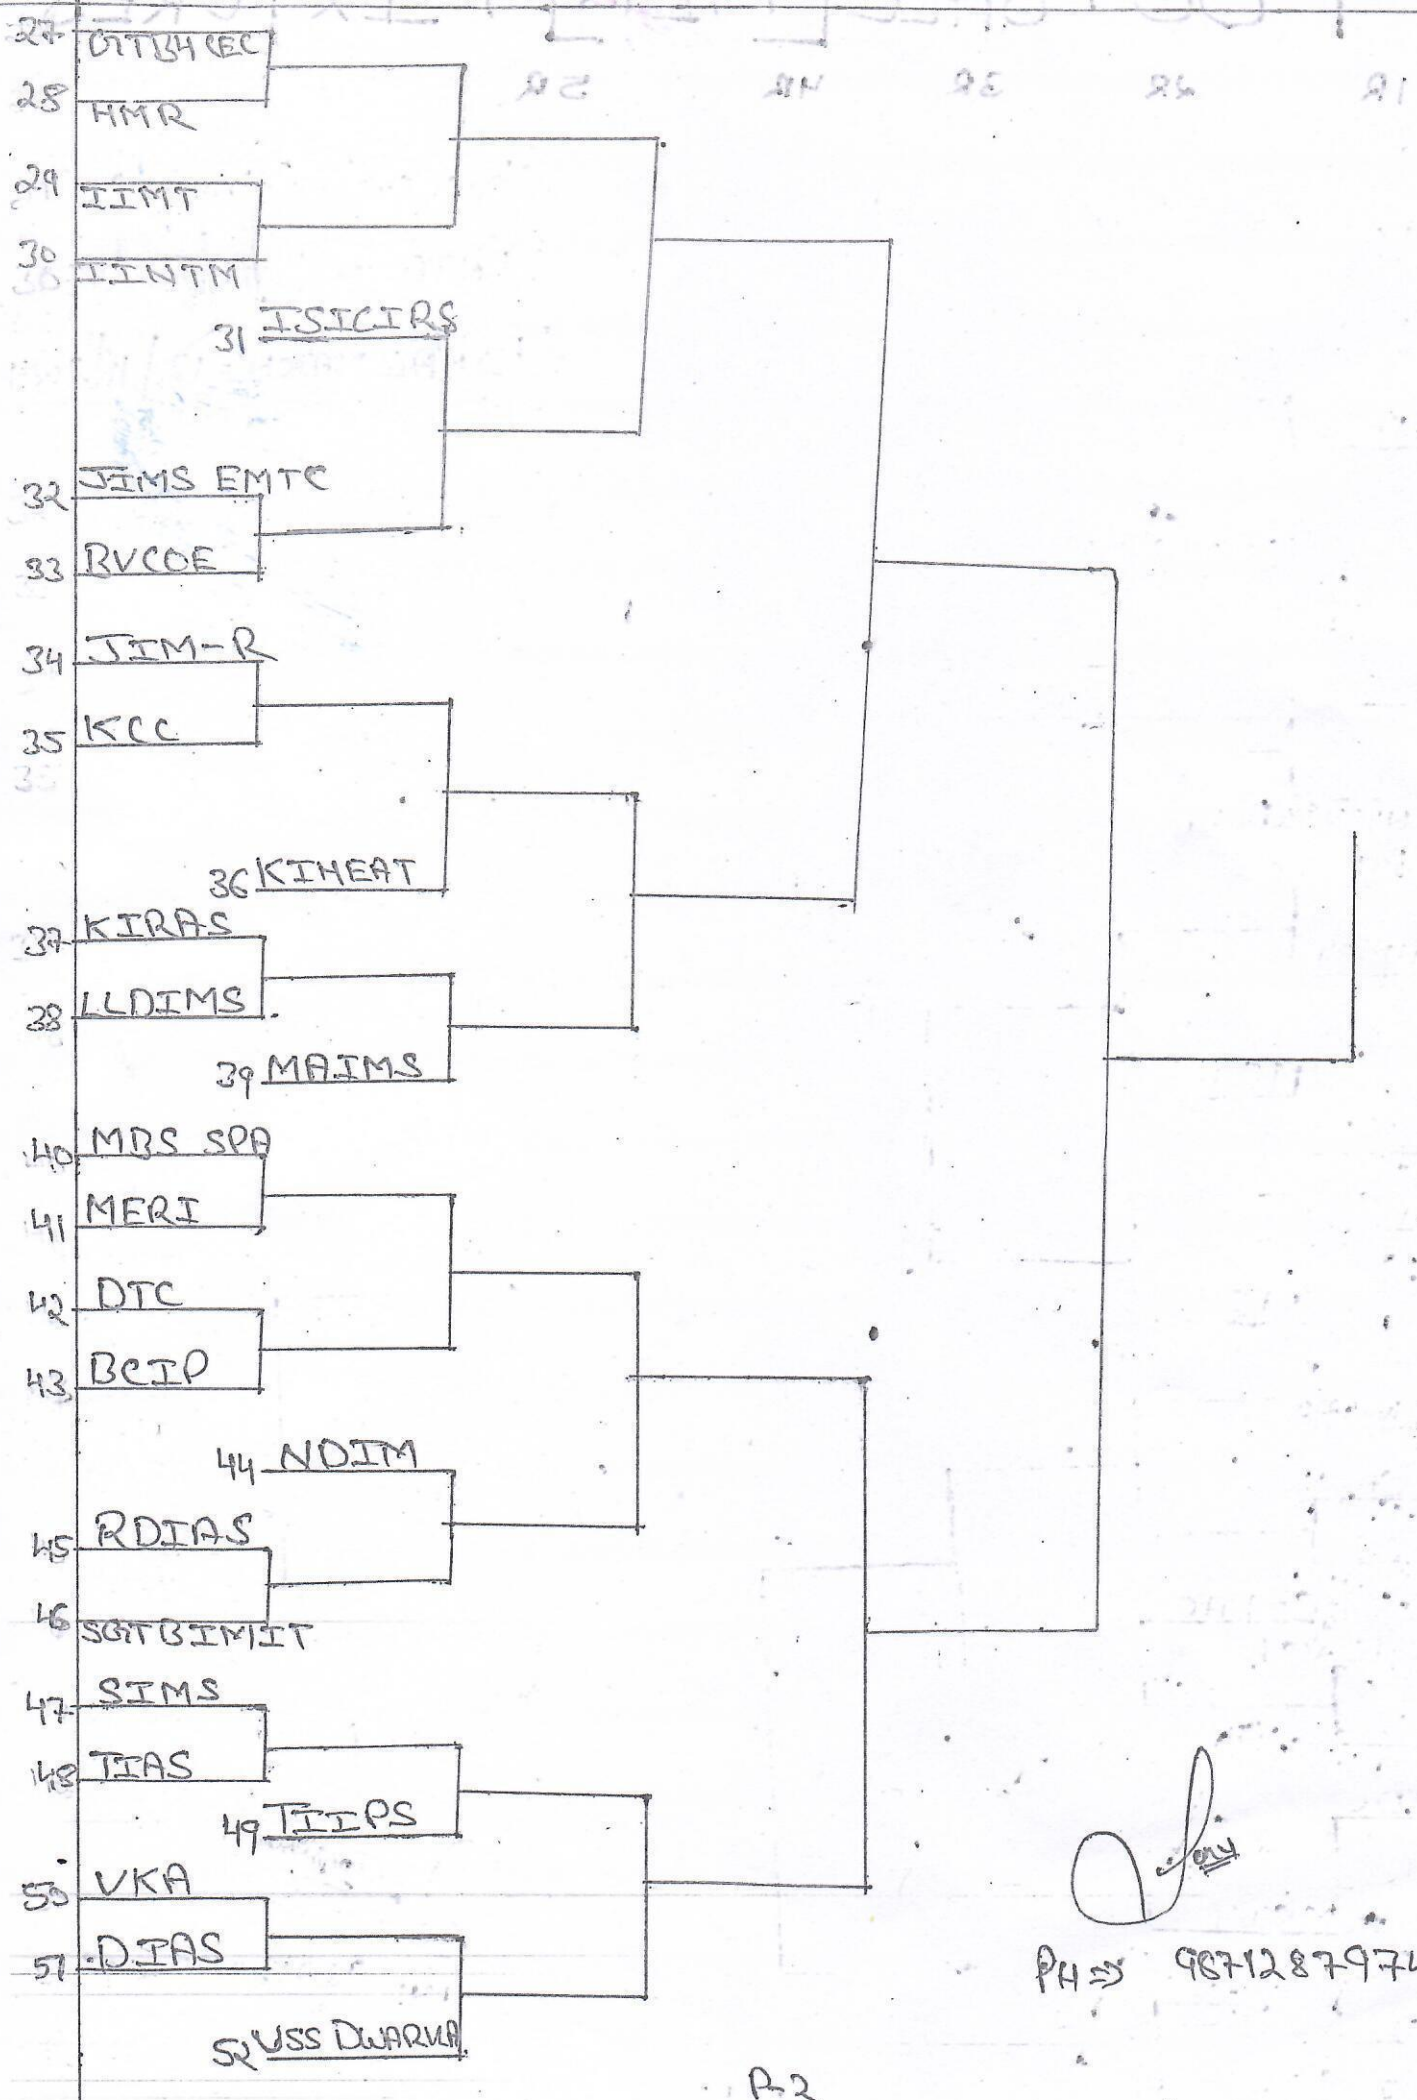 27 GTB4CEC
28 HMR
29 IIMT
30 IINTM
31 ISICIRS
32 JIMS EMTC
33 BVCOE
34 JIM-R
35 KCC
36 KIHEAT
37 KIRAS
38 LLDIMS
39 MAIMS
40 MBS SPA
41 MERI
42 DTC
43 BCIP
44 NDIM
45 RDIAS
46 SGTBIMIT
47 SIMS
48 TIAS
49 TIIPS
50 VKA
51 DIAS
52 USS DWARKA
PH ⇒ 987128797
P-2